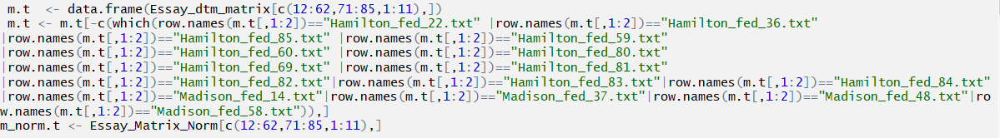 m.t  <- data.frame(Essay_dtm_matrix[c(12:62,71:85,1:11),])
m.t <- m.t[-c(which(row.names(m.t[,1:2])=="Hamilton_fed_22.txt" |row.names(m.t[,1:2])=="Hamilton_fed_36.txt"
|row.names(m.t[,1:2])=="Hamilton_fed_85.txt" |row.names(m.t[,1:2])=="Hamilton_fed_59.txt"
|row.names(m.t[,1:2])=="Hamilton_fed_60.txt" |row.names(m.t[,1:2])=="Hamilton_fed_80.txt"
|row.names(m.t[,1:2])=="Hamilton_fed_69.txt" |row.names(m.t[,1:2])=="Hamilton_fed_81.txt"
|row.names(m.t[,1:2])=="Hamilton_fed_82.txt"|row.names(m.t[,1:2])=="Hamilton_fed_83.txt"|row.names(m.t[,1:2])=="Hamilton_fed_84.txt"
|row.names(m.t[,1:2])=="Madison_fed_14.txt"|row.names(m.t[,1:2])=="Madison_fed_37.txt"|row.names(m.t[,1:2])=="Madison_fed_48.txt"|ro
w.names(m.t[,1:2])=="Madison_fed_58.txt")),]
m_norm.t <- Essay_Matrix_Norm[c(12:62,71:85,1:11),]